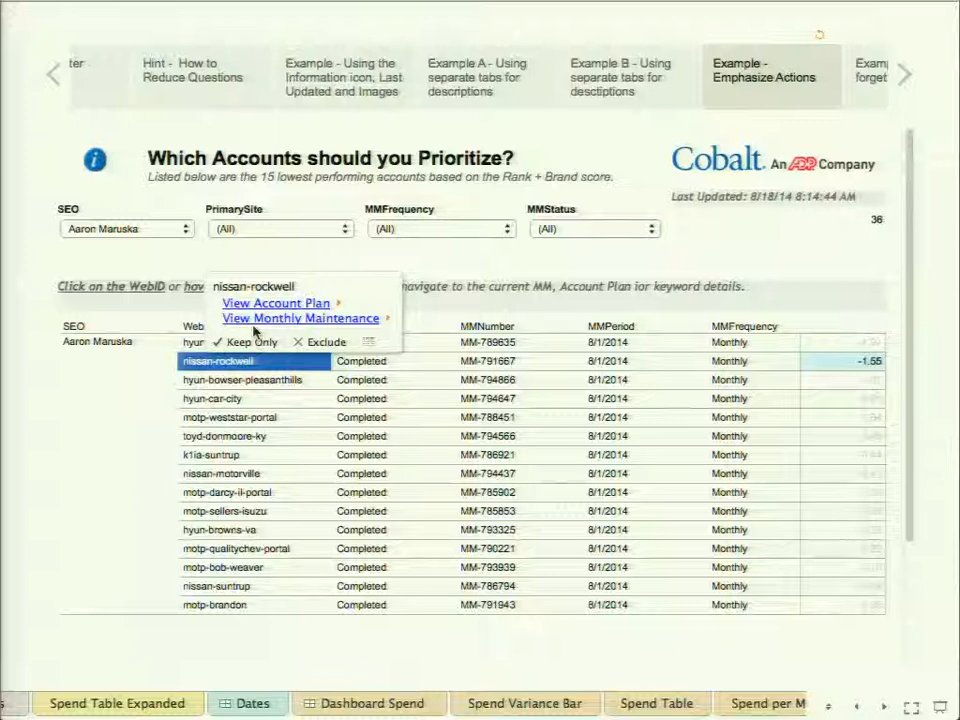 ter
Hint - How to
Reduce Questions
Example - Using the
Information icon, Last
Updated and Images
Example A - Using
separate tabs for
descriptions
Example B - Using
separate tabs for
desctiptions
Example -
Emphasize Actions
Exam
forget
i
Which Accounts should you Prioritize?
Listed below are the 15 lowest performing accounts based on the Rank + Brand score.
Cobalt. An ADP Company
Last Updated: 8/18/14 8:14:44 AM
36
SEO PrimarySite MMFrequency MMStatus
Aaron Maruska (All) (All) (All)
Click on the WebID or hov navigate to the current MM, Account Plan ior keyword details.
nissan-rockwell
View Account Plan
View Monthly Maintenance
Keep Only Exclude
SEO Web MMNumber MMPeriod MMFrequency
Aaron Maruska hyur MM-789635 8/1/2014 Monthly
nissan-rockwell Completed MM-791667 8/1/2014 Monthly -1.55
hyun-bowser-pleasanthills Completed MM-794866 8/1/2014 Monthly
hyun-car-city Completed MM-794647 8/1/2014 Monthly
motp-weststar-portal Completed MM-788451 8/1/2014 Monthly
toyd-donmoore-ky Completed MM-794566 8/1/2014 Monthly
k1ia-suntrup Completed MM-786921 8/1/2014 Monthly
nissan-motorville Completed MM-794437 8/1/2014 Monthly
motp-darcy-il-portal Completed MM-785902 8/1/2014 Monthly
motp-sellers-isuzu Completed MM-785853 8/1/2014 Monthly
hyun-browns-va Completed MM-793325 8/1/2014 Monthly
motp-qualitychev-portal Completed MM-790221 8/1/2014 Monthly
motp-bob-weaver Completed MM-793939 8/1/2014 Monthly
nissan-suntrup Completed MM-786794 8/1/2014 Monthly
motp-brandon Completed MM-791943 8/1/2014 Monthly
s Spend Table Expanded Dates Dashboard Spend Spend Variance Bar Spend Table Spend per M